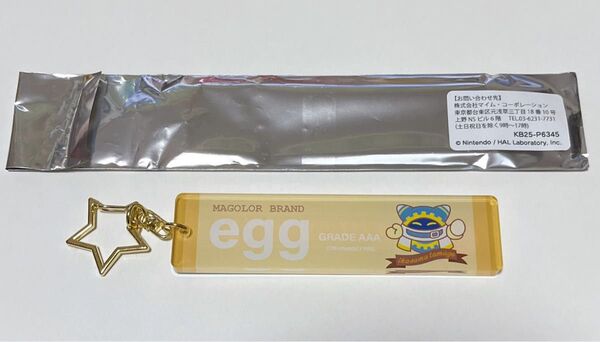 【お問い合わせ先】
株式会社マイム・コーポレーション
東京都台東区元浅草三丁目18番10号
上野NSビル6階 TEL.03-6231-7731
(土日祝日を除く9時〜17時)
KB25-P6345
© Nintendo / HAL Laboratory, Inc.
MAGOLOR BRAND
egg
GRADE AAA